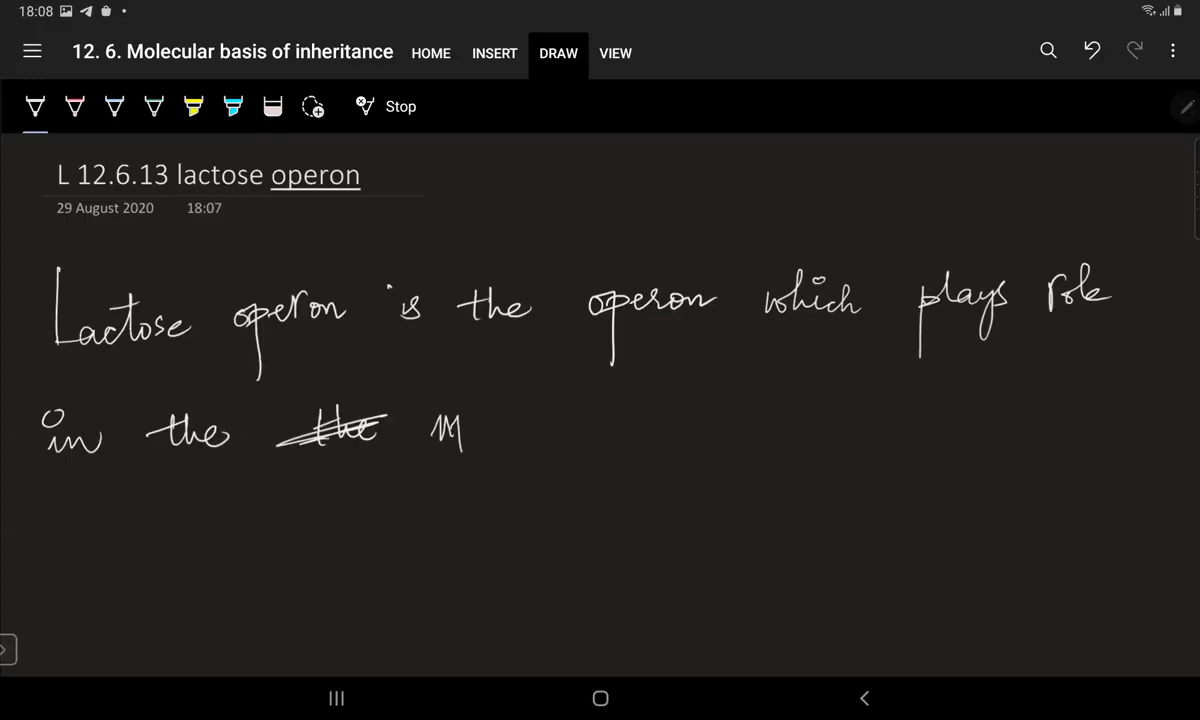 18:08
12. 6. Molecular basis of inheritance HOME INSERT DRAW VIEW
Stop
L 12.6.13 lactose operon
29 August 2020 18:07
Lactose operon is the operon which plays role
in the the M